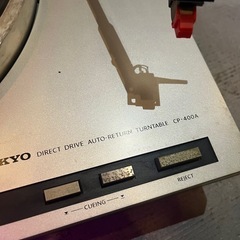 KYO DIRECT DRIVE AUTO-RETURN TURNTABLE CP-400A
CUEING
REJECT